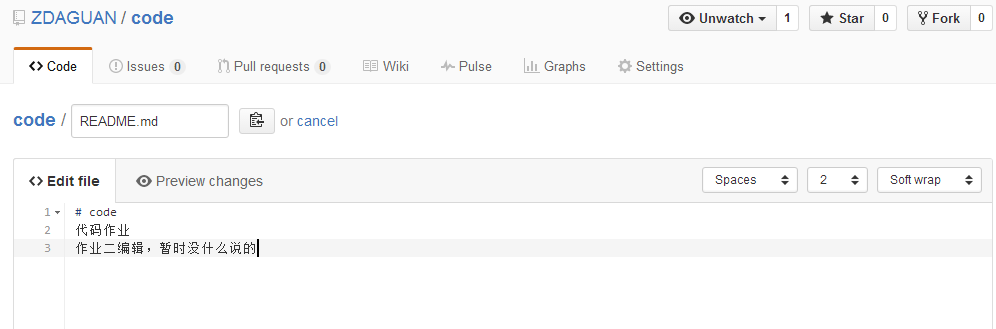 ZDAGUAN / code
Unwatch 1 Star 0 Fork 0
Code Issues 0 Pull requests 0 Wiki Pulse Graphs Settings
code / README.md or cancel
Edit file Preview changes Spaces 2 Soft wrap
1 # code
2 代码作业
3 作业二编辑，暂时没什么说的